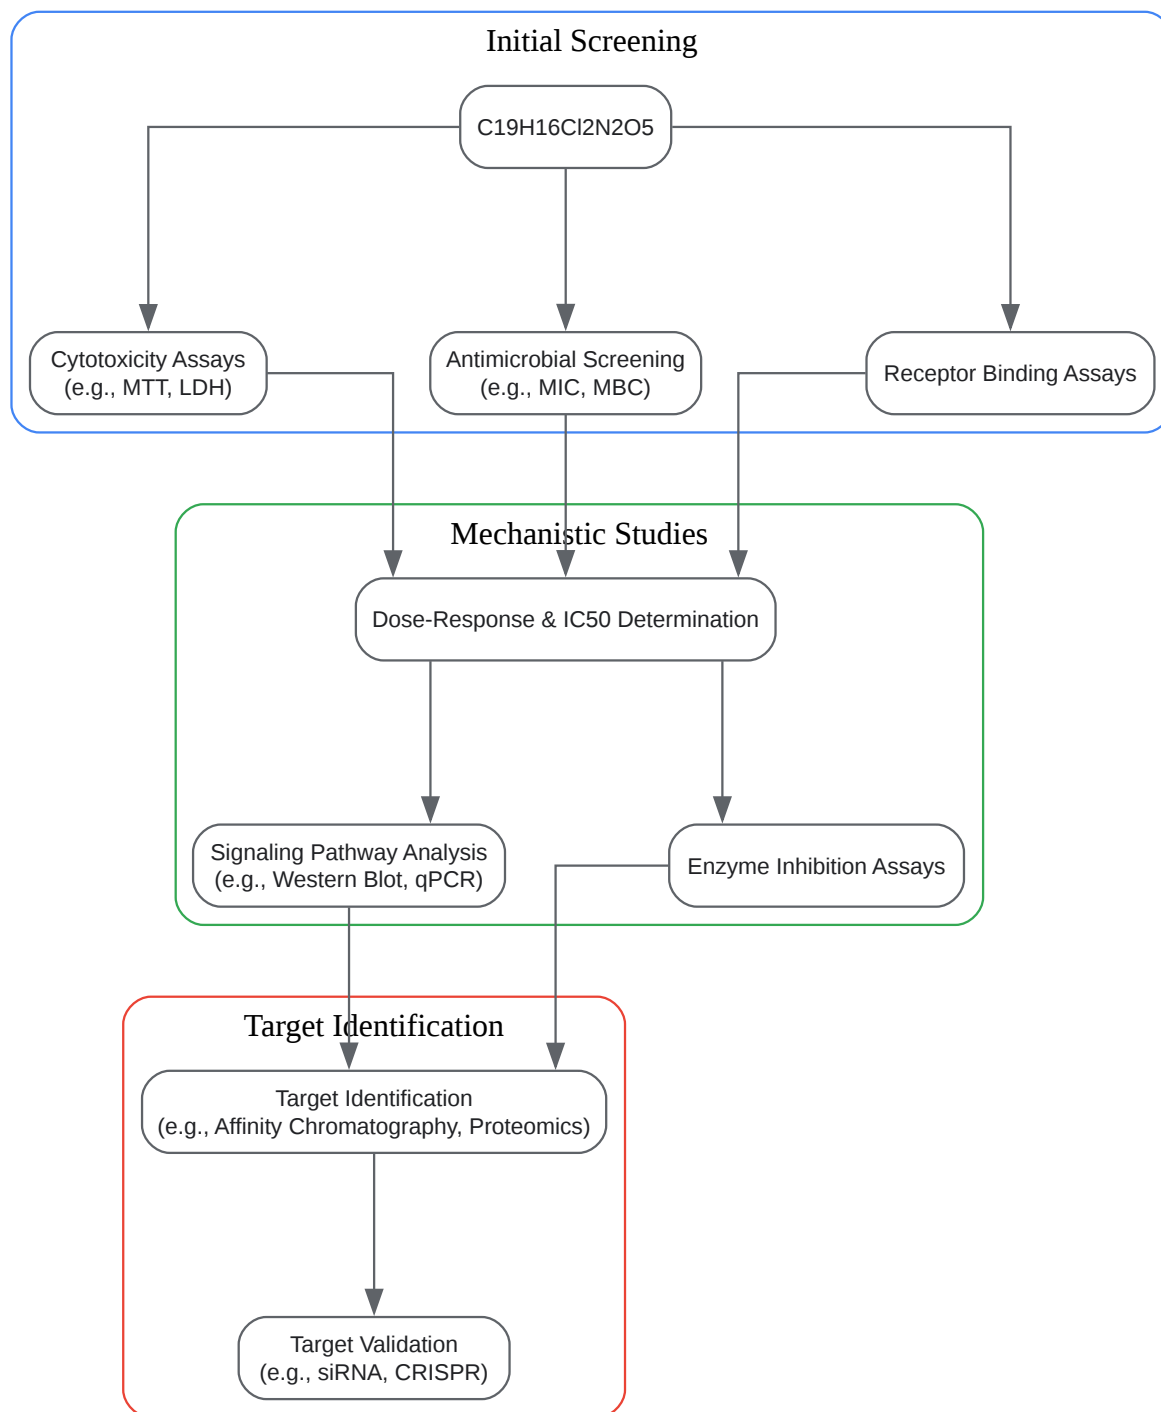 Initial Screening
C19H16Cl2N2O5
Cytotoxicity Assays
(e.g., MTT, LDH)
Antimicrobial Screening
(e.g., MIC, MBC)
Receptor Binding Assays
Mechanistic Studies
Dose-Response & IC50 Determination
Signaling Pathway Analysis
(e.g., Western Blot, qPCR)
Enzyme Inhibition Assays
Target Identification
Target Identification
(e.g., Affinity Chromatography, Proteomics)
Target Validation
(e.g., siRNA, CRISPR)